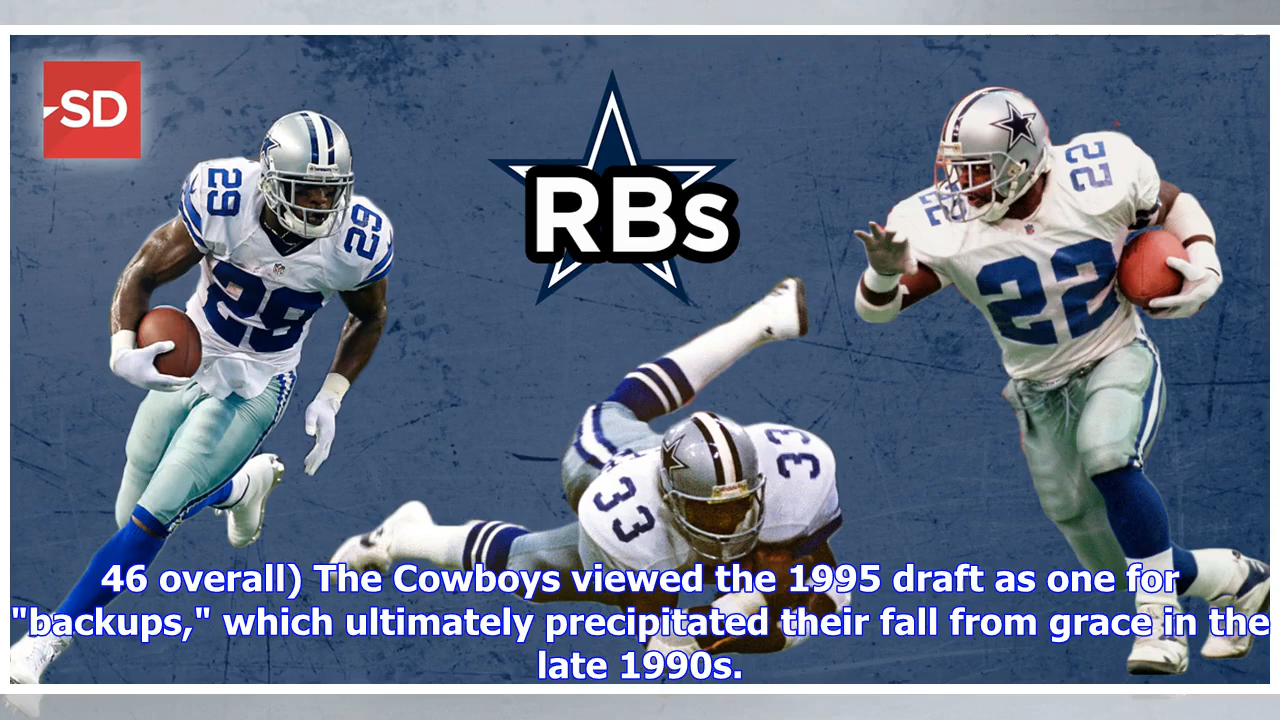 SD
RBs
29
29
29
22
22
22
33
33
46 overall) The Cowboys viewed the 1995 draft as one for
"backups," which ultimately precipitated their fall from grace in the
late 1990s.